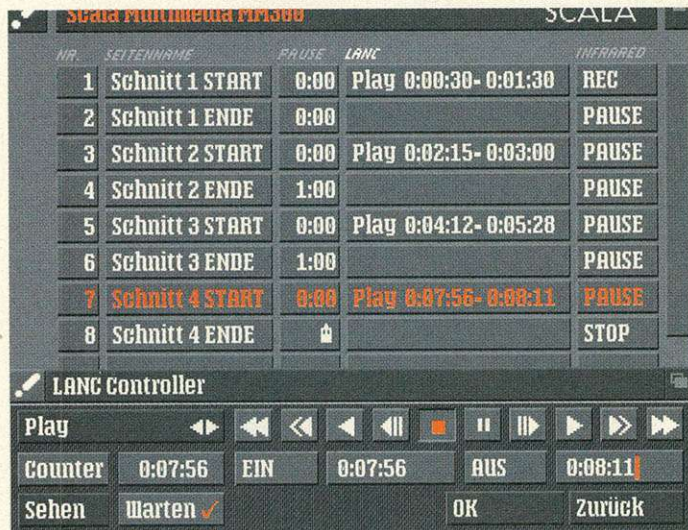 Scala Multimedia MM300 SCALA
NR. SEITENNAME PAUSE LANC INFRARED
1 Schnitt 1 START 0:00 Play 0:00:30- 0:01:30 REC
2 Schnitt 1 ENDE 0:00 PAUSE
3 Schnitt 2 START 0:00 Play 0:02:15- 0:03:00 PAUSE
4 Schnitt 2 ENDE 1:00 PAUSE
5 Schnitt 3 START 0:00 Play 0:04:12- 0:05:28 PAUSE
6 Schnitt 3 ENDE 1:00 PAUSE
7 Schnitt 4 START 0:00 Play 0:07:56- 0:08:11 PAUSE
8 Schnitt 4 ENDE STOP
LANC Controller
Play
Counter 0:07:56 EIN 0:07:56 AUS 0:08:11
Sehen Warten OK Zurück